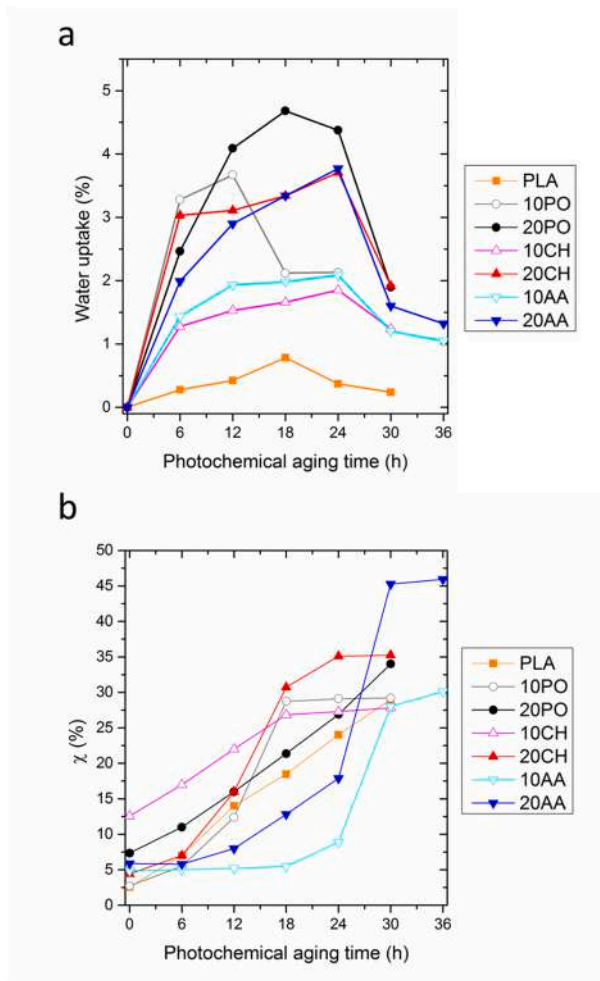 a
5
4
3
2
1
0
Water uptake (%)
0 6 12 18 24 30 36
Photochemical aging time (h)
PLA
10PO
20PO
10CH
20CH
10AA
20AA
b
50
45
40
35
30
25
20
15
10
5
0
χ (%)
0 6 12 18 24 30 36
Photochemical aging time (h)
PLA
10PO
20PO
10CH
20CH
10AA
20AA